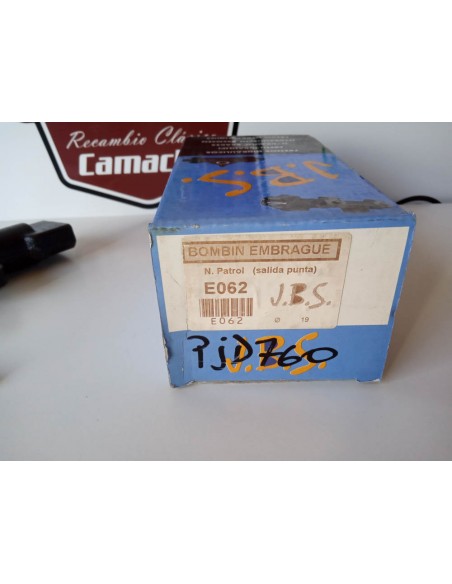 Recambio Clásico
Camach
J.B.S.
BOMBIN EMBRAGUE
N. Patrol (salida punta)
E062
J.B.S.
E062
Ø 19
PjD760
J.B.S.